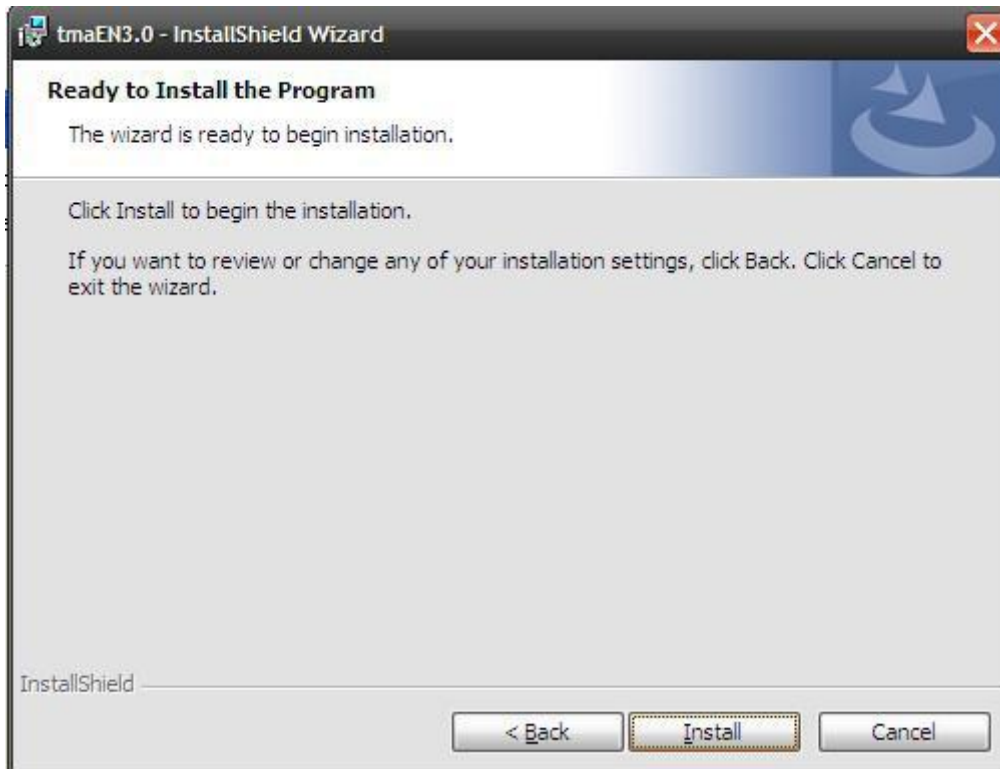 tmaEN3.0 - InstallShield Wizard
Ready to Install the Program
The wizard is ready to begin installation.
Click Install to begin the installation.
If you want to review or change any of your installation settings, click Back. Click Cancel to
exit the wizard.
InstallShield
< Back
Install
Cancel